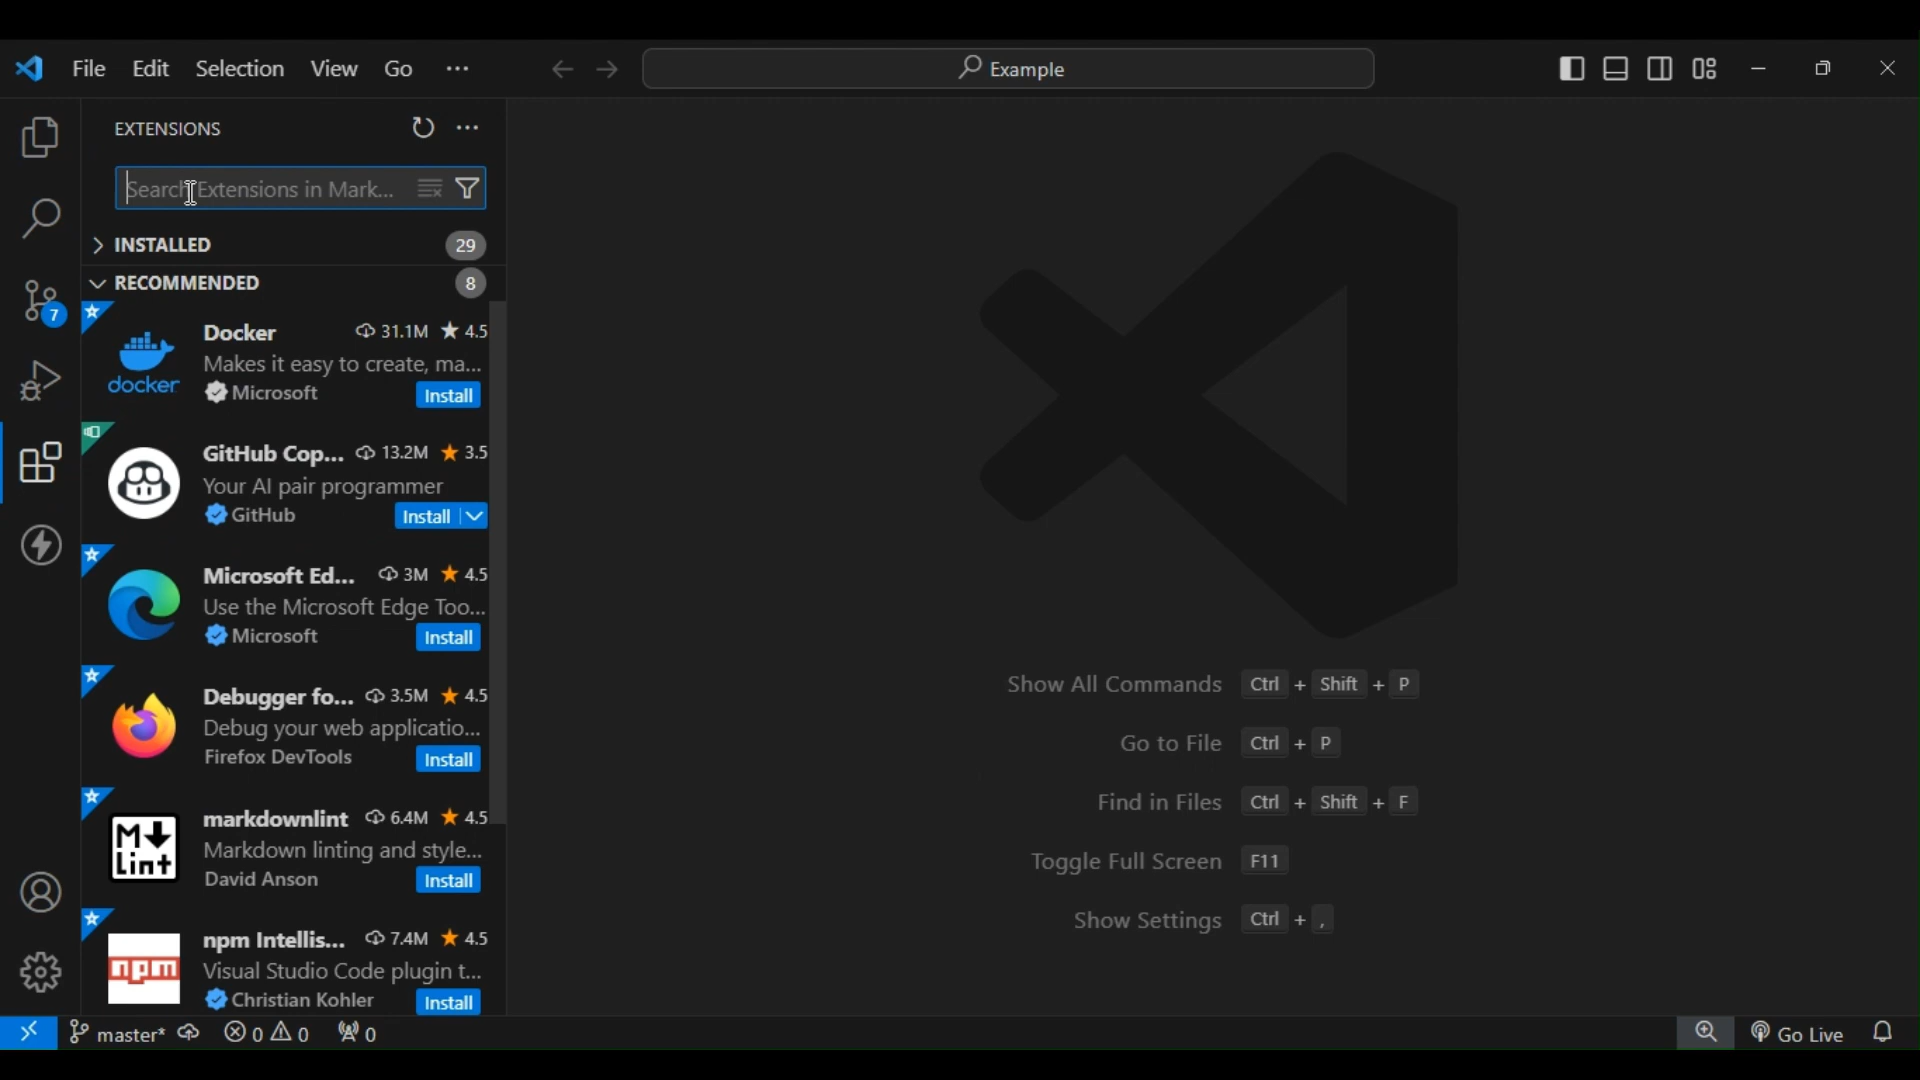 File Edit Selection View Go ··· Example
EXTENSIONS
Search Extensions in Mark...
INSTALLED 29
RECOMMENDED 8
7
Docker 31.1M 4.5
Makes it easy to create, ma...
docker
Microsoft Install
GitHub Cop... 13.2M 3.5
Your AI pair programmer
GitHub Install
Microsoft Ed... 3M 4.5
Use the Microsoft Edge Too...
Microsoft Install
Debugger fo... 3.5M 4.5
Debug your web applicatio...
Firefox DevTools Install
markdownlint 6.4M 4.5
M Lint
Markdown linting and style...
David Anson Install
npm Intellis... 7.4M 4.5
npm
Visual Studio Code plugin t...
Christian Kohler Install
Show All Commands Ctrl + Shift + P
Go to File Ctrl + P
Find in Files Ctrl + Shift + F
Toggle Full Screen F11
Show Settings Ctrl + ,
master* 0 0 0 Go Live